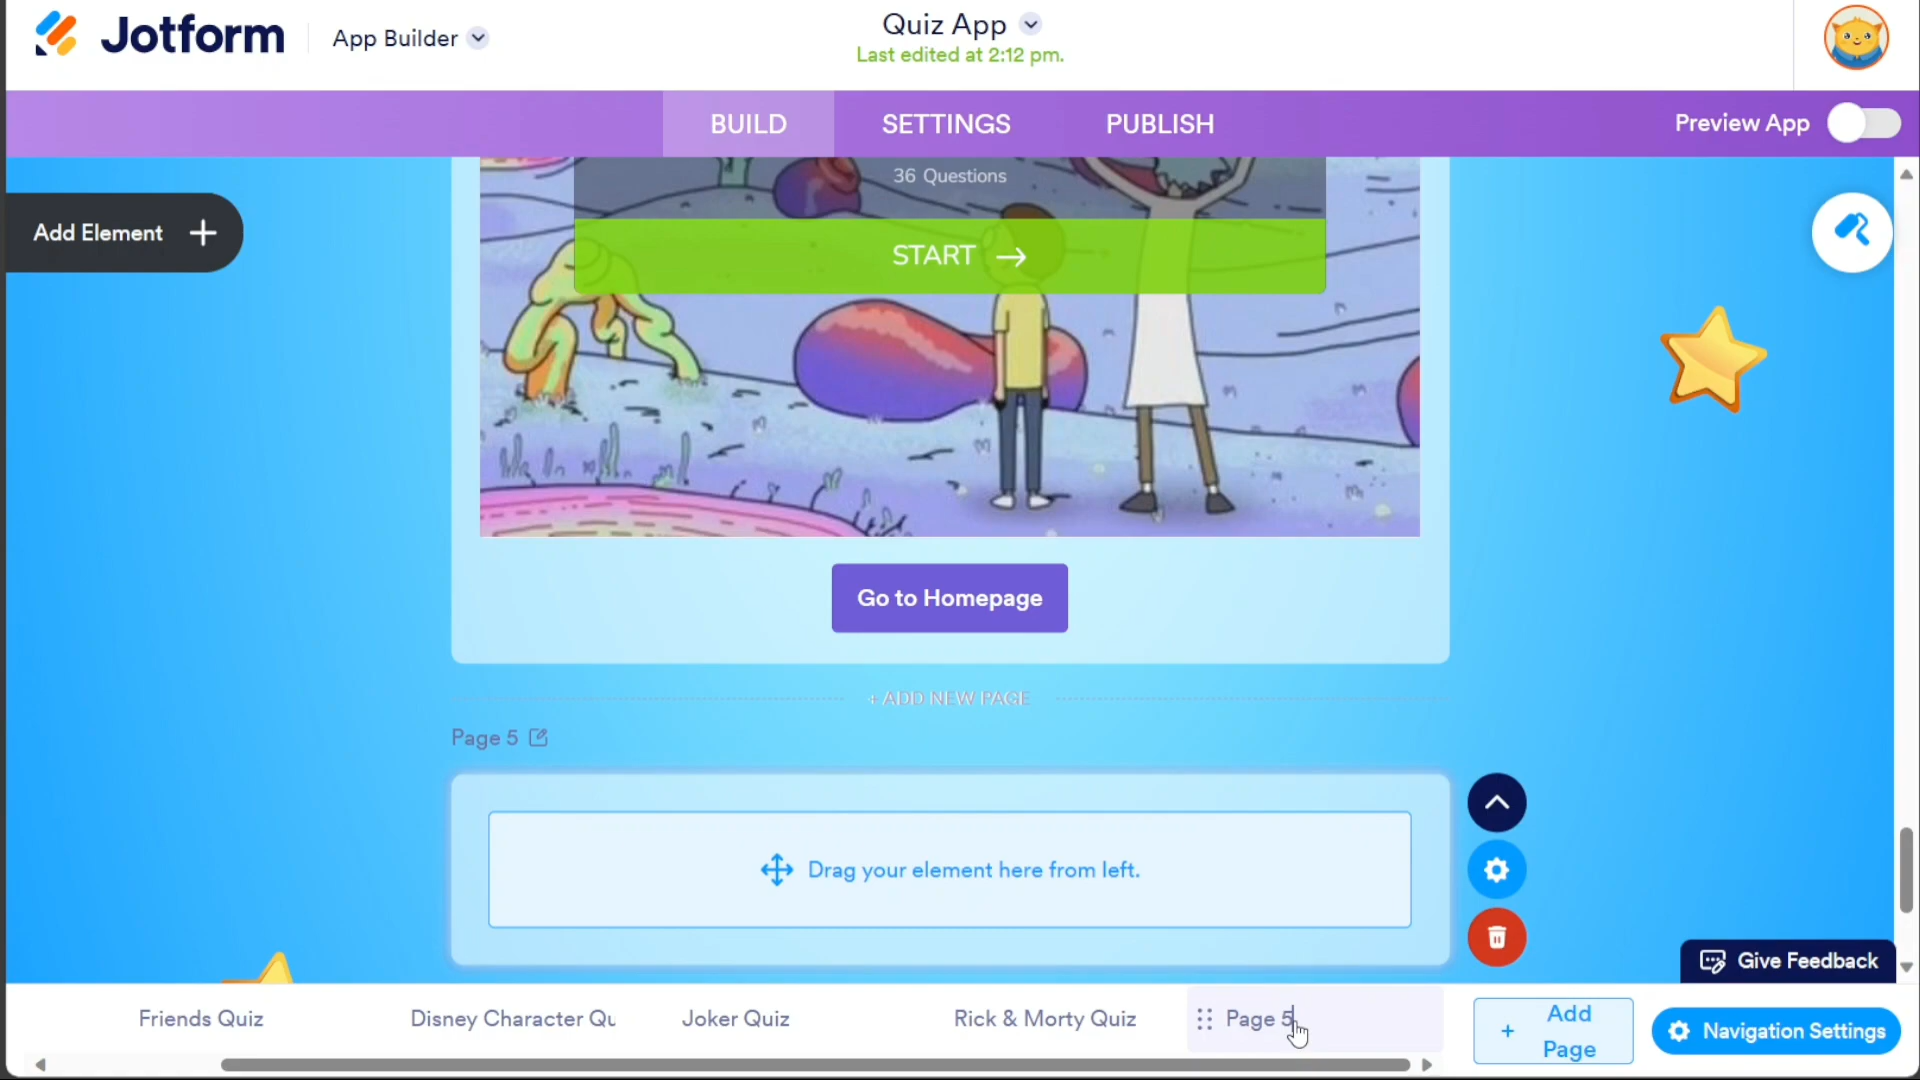 Jotform
App Builder
Quiz App
Last edited at 2:12 pm.
BUILD
SETTINGS
PUBLISH
Preview App
Add Element
36 Questions
START
Go to Homepage
+ ADD NEW PAGE
Page 5
Drag your element here from left.
Give Feedback
Friends Quiz
Disney Character Qu
Joker Quiz
Rick & Morty Quiz
Page 5
+ Add
Page
Navigation Settings